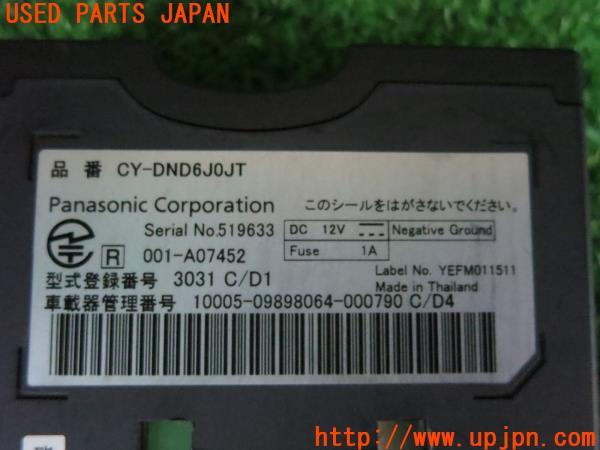 USED PARTS JAPAN
品 番 CY-DND6J0JT
Panasonic Corporation
このシールをはがさないでください。
Serial No.519633
DC 12V
Negative Ground
Fuse 1A
R 001-A07452
Label No. YEFM011511
型式登録番号 3031 C/D1
Made in Thailand
車載器管理番号 10005-09898064-000790 C/D4
http://www.upjpn.com/